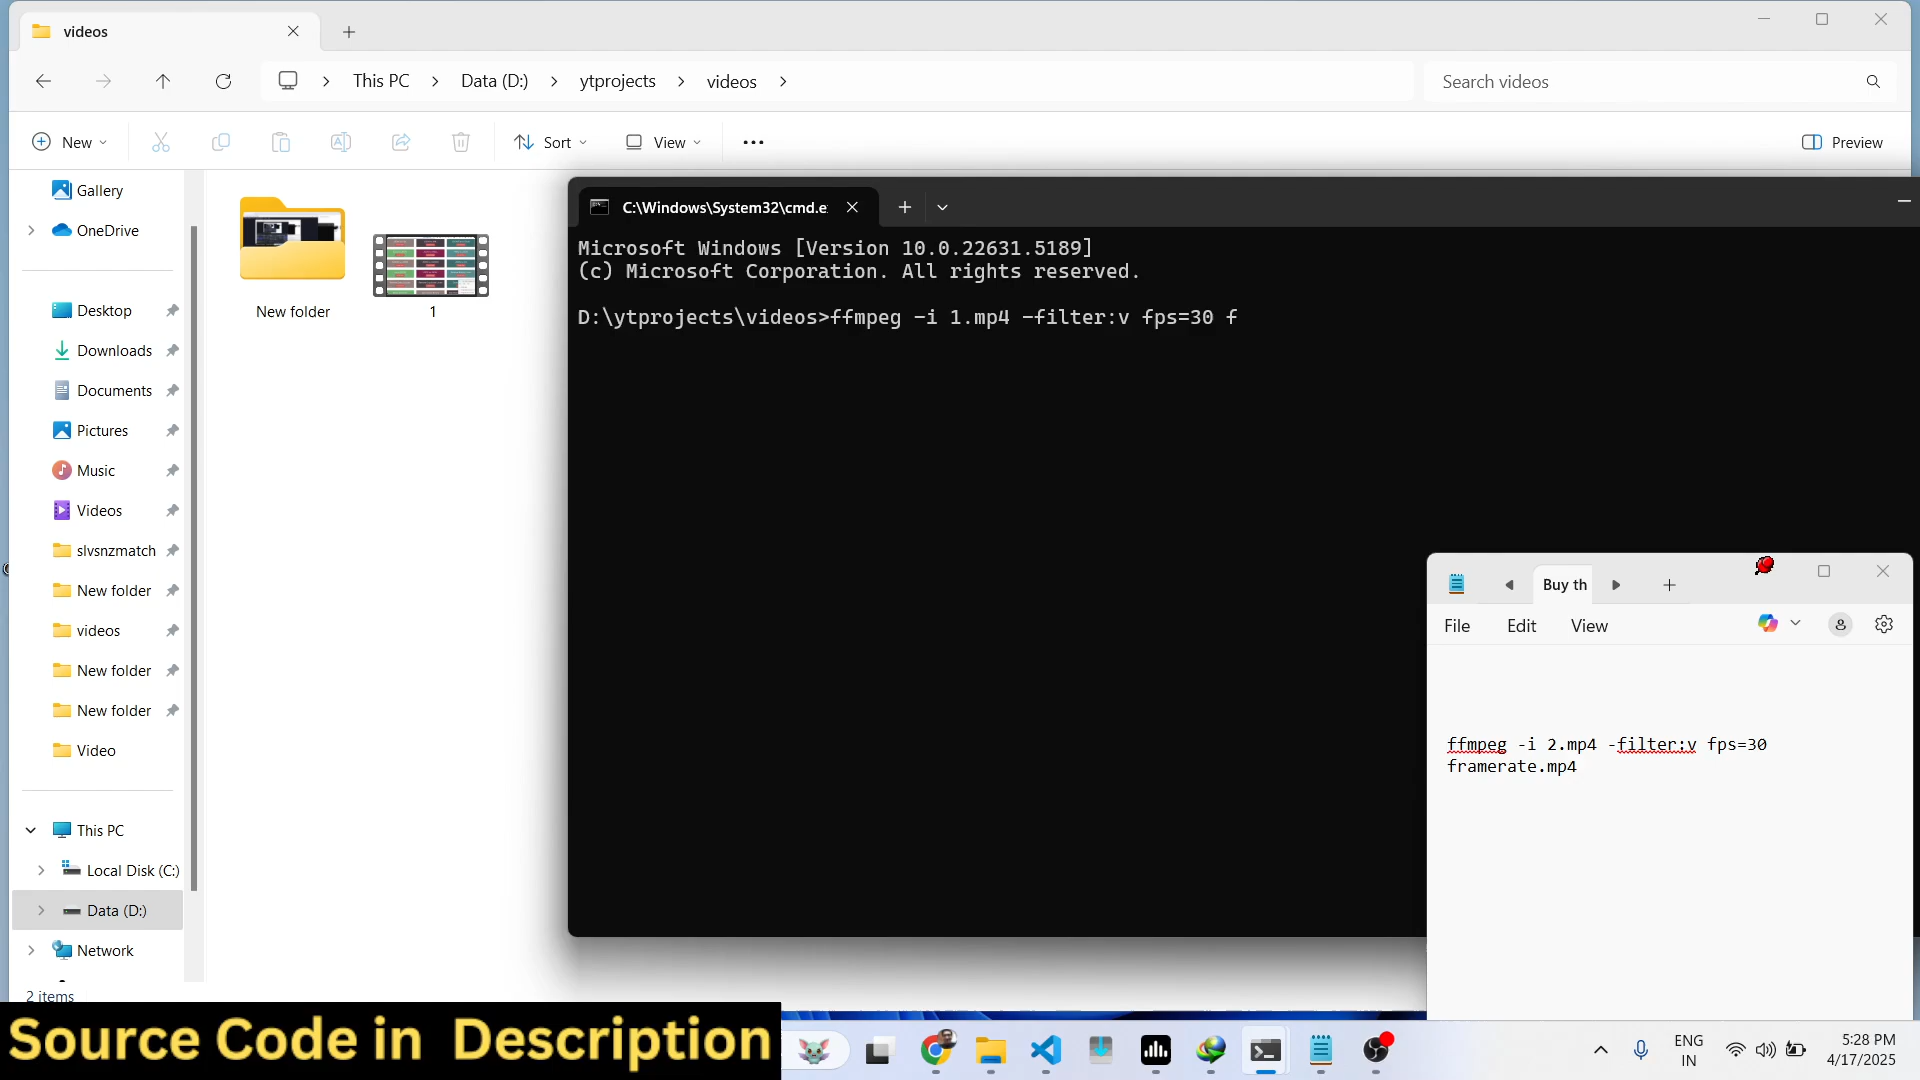 videos
This PC
Data (D:)
ytprojects
videos
Search videos
New
Sort
View
Preview
Gallery
OneDrive
Desktop
Downloads
Documents
Pictures
Music
Videos
slvsnzmatch
New folder
videos
New folder
New folder
Video
This PC
Local Disk (C:)
Data (D:)
Network
2 items
New folder
1
C:\Windows\System32\cmd.e
Microsoft Windows [Version 10.0.22631.5189]
(c) Microsoft Corporation. All rights reserved.
D:\ytprojects\videos>ffmpeg -i 1.mp4 -filter:v fps=30 f
Buy th
File
Edit
View
ffmpeg -i 2.mp4 -filter:v fps=30
framerate.mp4
Source Code in Description
ENG
IN
5:28 PM
4/17/2025